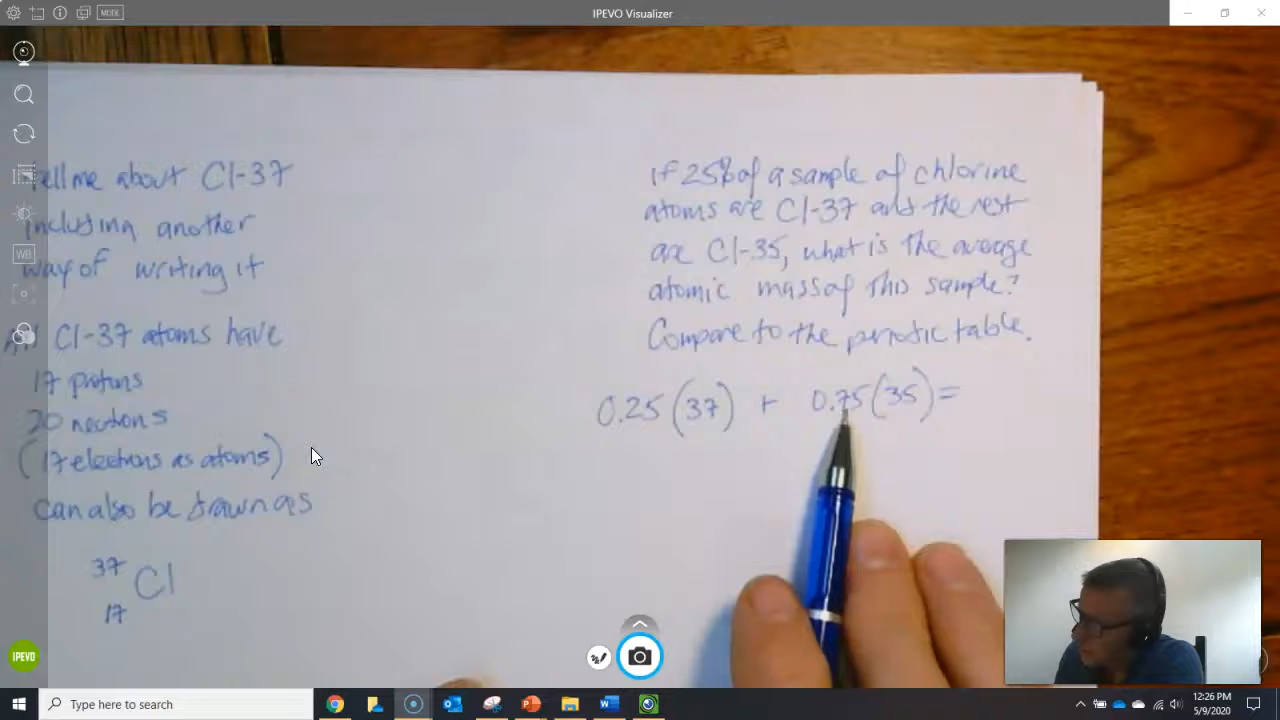 MODE
IPEVO Visualizer
Tell me about Cl-37
including another
way of writing it
All Cl-37 atoms have
17 protons
20 neutrons
(17 electrons as atoms)
can also be drawn as
37
Cl
17
If 25% of a sample of chlorine
atoms are Cl-37 and the rest
are Cl-35, what is the average
atomic mass of this sample?
Compare to the periodic table.
0.25(37) + 0.75(35)=
WB
IPEVO
Type here to search
12:26 PM
5/9/2020